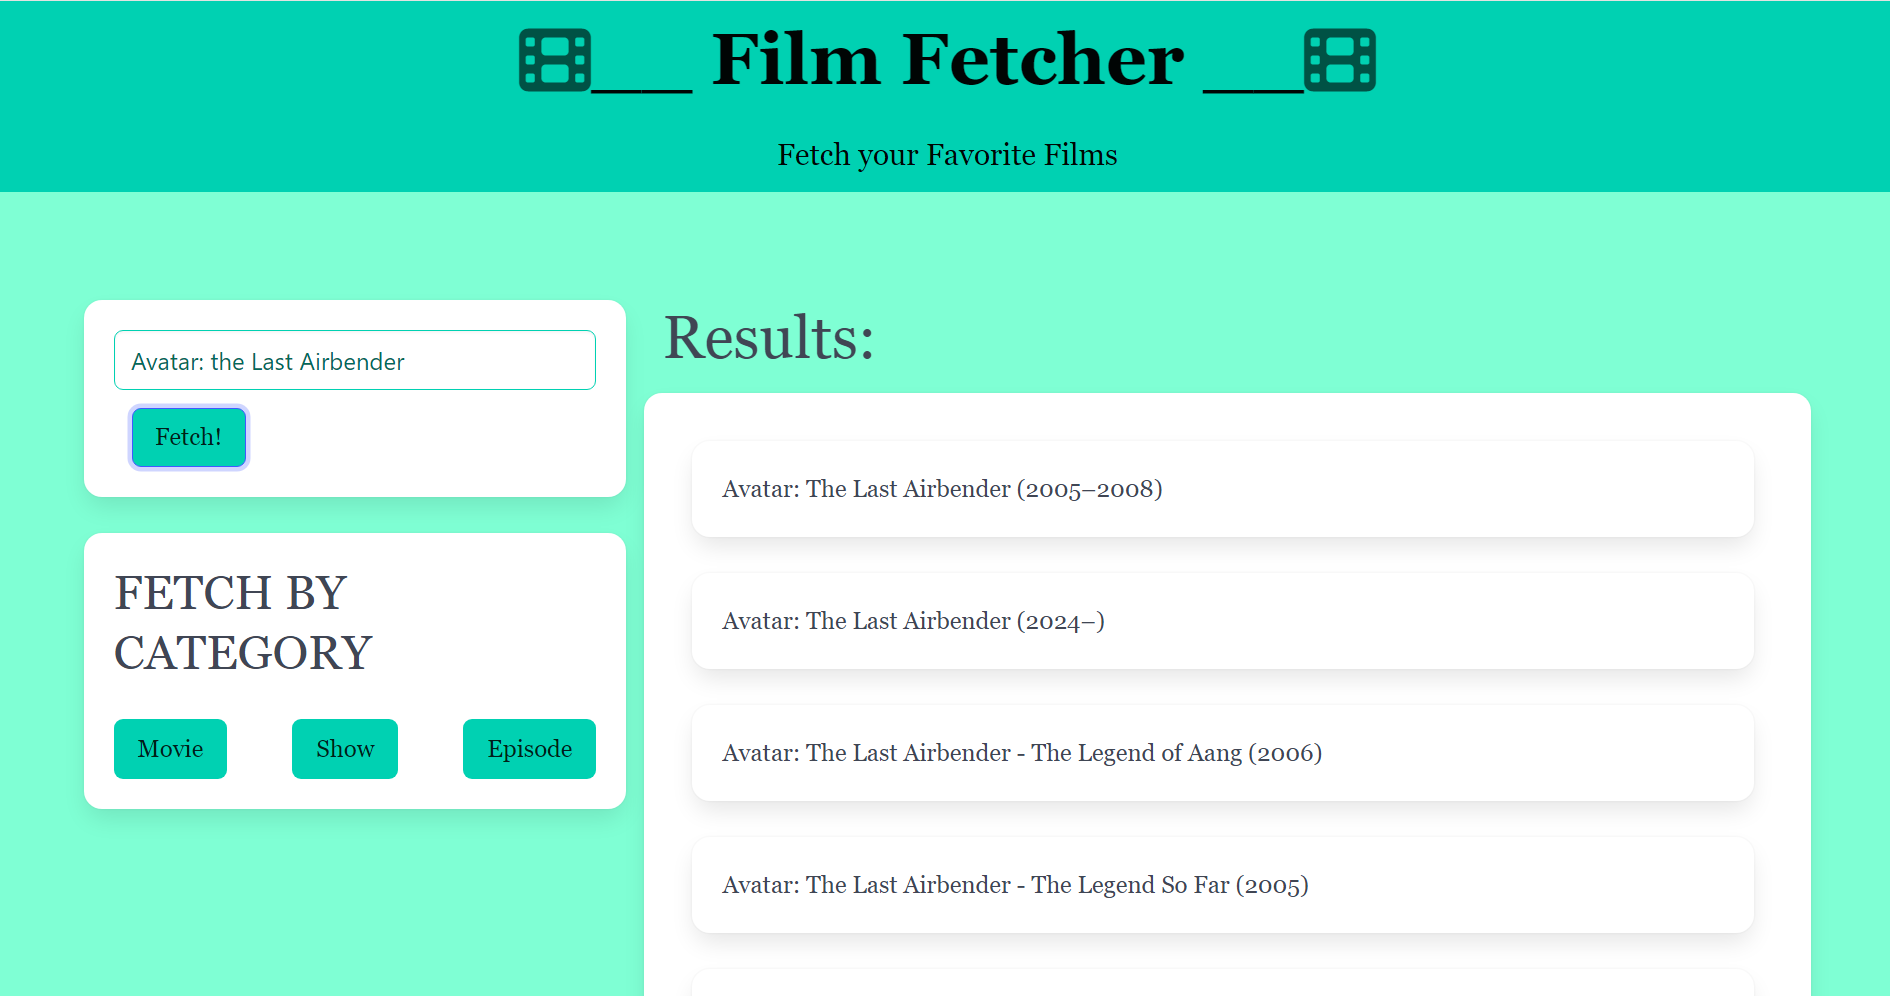 ___ Film Fetcher ___
Fetch your Favorite Films
Avatar: the Last Airbender
Fetch!
FETCH BY
CATEGORY
Movie Show Episode
Results:
Avatar: The Last Airbender (2005–2008)
Avatar: The Last Airbender (2024–)
Avatar: The Last Airbender - The Legend of Aang (2006)
Avatar: The Last Airbender - The Legend So Far (2005)